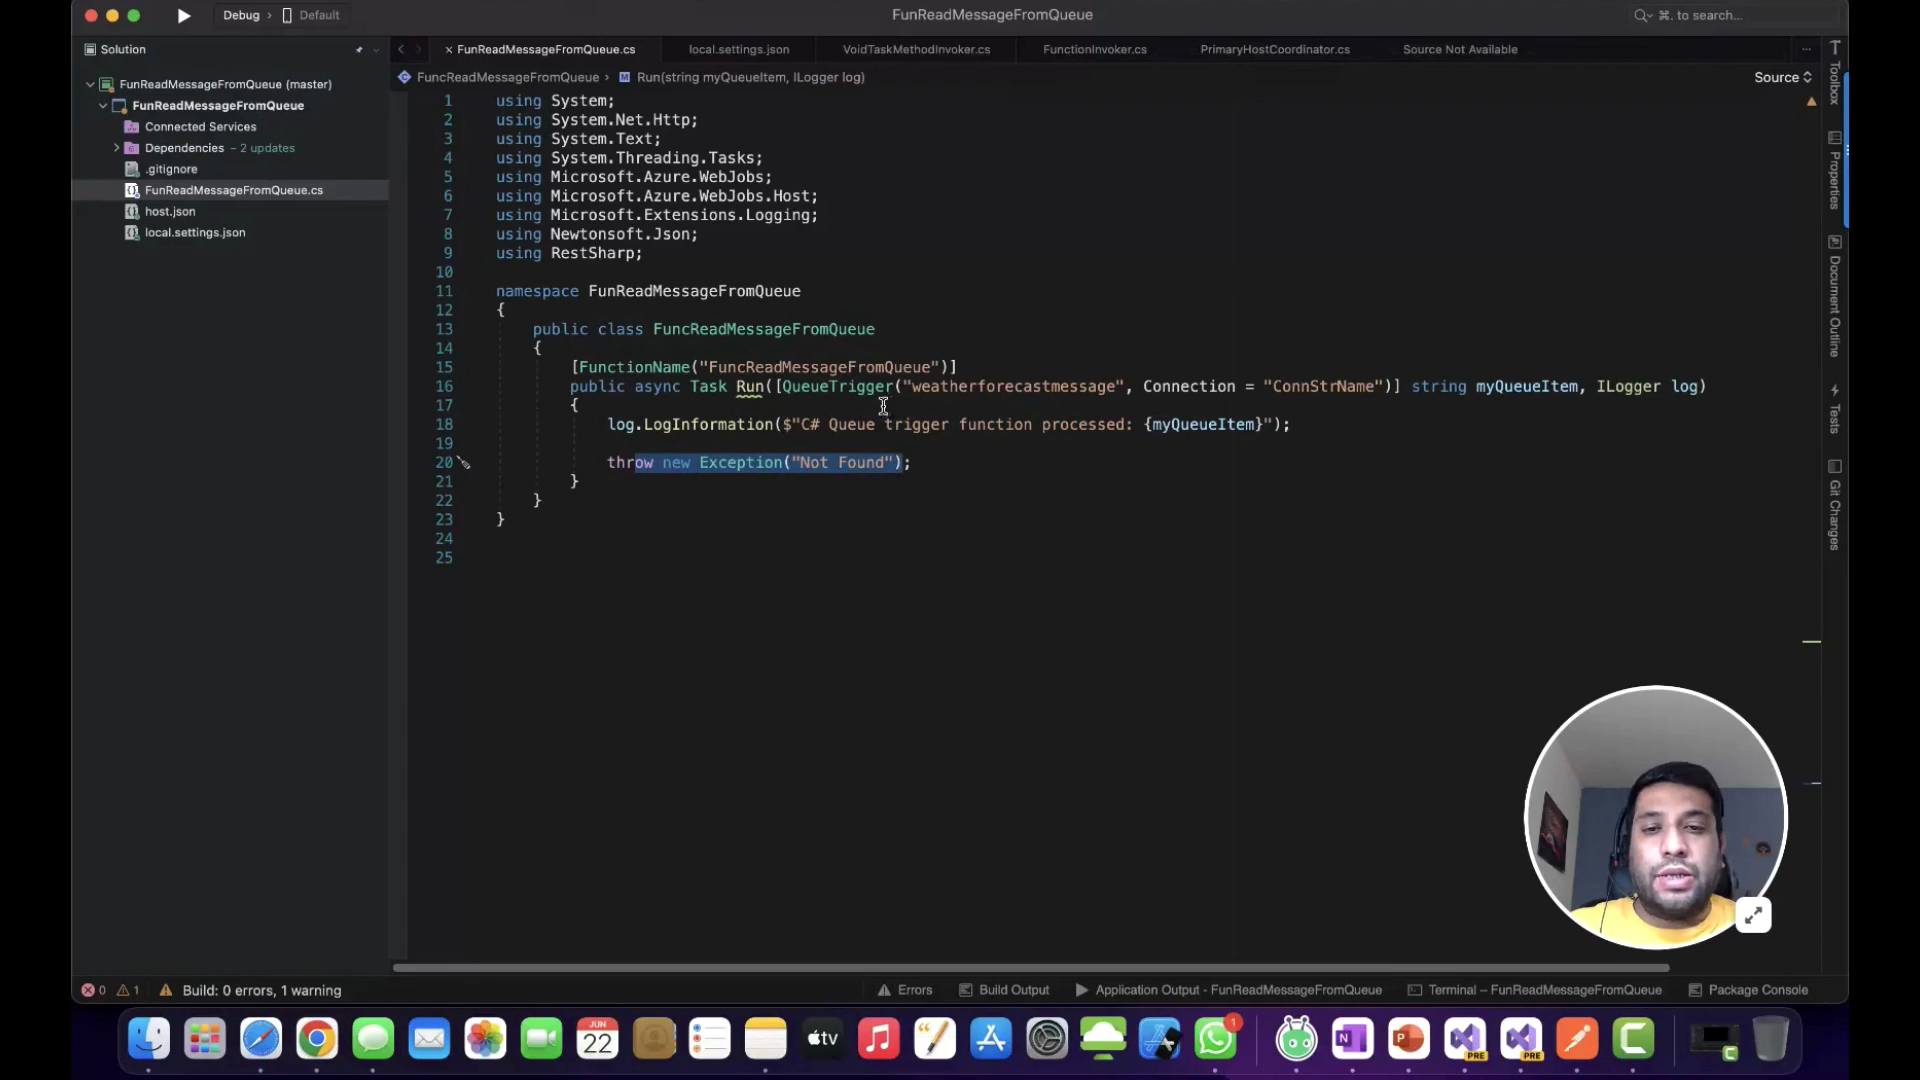 Debug › Default
FunReadMessageFromQueue
⌘. to search...
Solution
FunReadMessageFromQueue (master)
FunReadMessageFromQueue
Connected Services
Dependencies – 2 updates
.gitignore
FunReadMessageFromQueue.cs
host.json
local.settings.json
× FunReadMessageFromQueue.cs
local.settings.json
VoidTaskMethodInvoker.cs
FunctionInvoker.cs
PrimaryHostCoordinator.cs
Source Not Available
FuncReadMessageFromQueue › M Run(string myQueueItem, ILogger log)
Source
1 using System;
2 using System.Net.Http;
3 using System.Text;
4 using System.Threading.Tasks;
5 using Microsoft.Azure.WebJobs;
6 using Microsoft.Azure.WebJobs.Host;
7 using Microsoft.Extensions.Logging;
8 using Newtonsoft.Json;
9 using RestSharp;
10
11 namespace FunReadMessageFromQueue
12 {
13 public class FuncReadMessageFromQueue
14 {
15 [FunctionName("FuncReadMessageFromQueue")]
16 public async Task Run([QueueTrigger("weatherforecastmessage", Connection = "ConnStrName")] string myQueueItem, ILogger log)
17 {
18 log.LogInformation($"C# Queue trigger function processed: {myQueueItem}");
19
20 throw new Exception("Not Found");
21 }
22 }
23 }
24
25
Toolbox
Properties
Document Outline
Tests
Git Changes
0 1 Build: 0 errors, 1 warning
Errors
Build Output
Application Output - FunReadMessageFromQueue
Terminal – FunReadMessageFromQueue
Package Console
JUN
22
tv
1
N
P
PRE
PRE
C